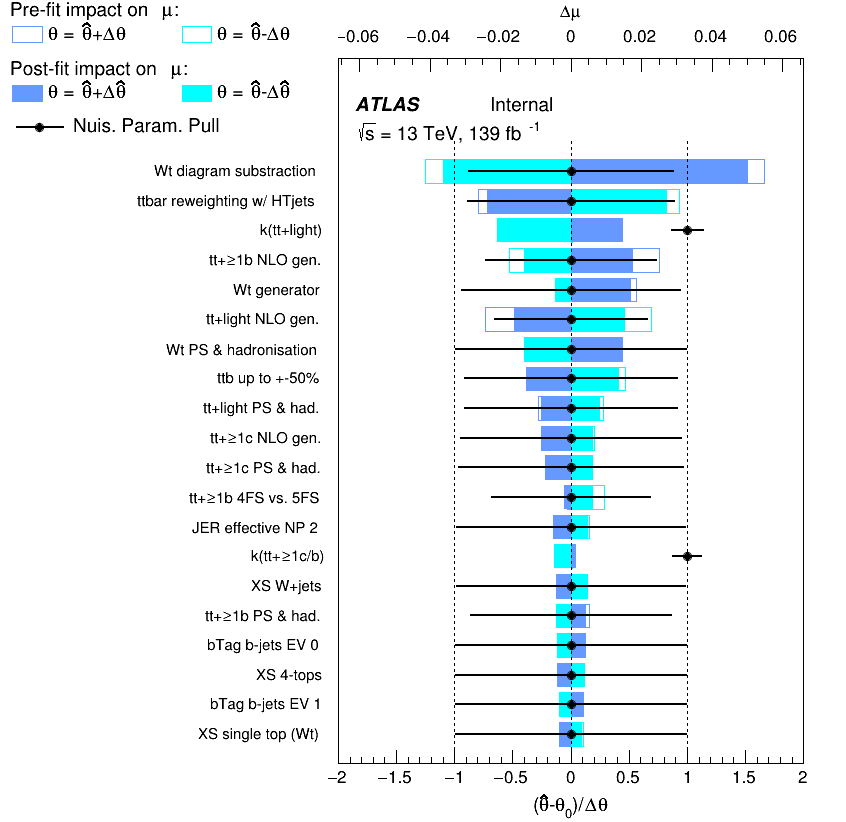 Pre-fit impact on μ:
θ = θ̂+Δθ θ = θ̂-Δθ
Post-fit impact on μ:
θ = θ̂+Δθ̂ θ = θ̂-Δθ̂
Nuis. Param. Pull
Δμ
−0.06 −0.04 −0.02 0 0.02 0.04 0.06
ATLAS Internal
√s = 13 TeV, 139 fb⁻¹
Wt diagram substraction
ttbar reweighting w/ HTjets
k(tt+light)
tt+≥1b NLO gen.
Wt generator
tt+light NLO gen.
Wt PS & hadronisation
ttb up to +-50%
tt+light PS & had.
tt+≥1c NLO gen.
tt+≥1c PS & had.
tt+≥1b 4FS vs. 5FS
JER effective NP 2
k(tt+≥1c/b)
XS W+jets
tt+≥1b PS & had.
bTag b-jets EV 0
XS 4-tops
bTag b-jets EV 1
XS single top (Wt)
−2 −1.5 −1 −0.5 0 0.5 1 1.5 2
(θ̂-θ₀)/Δθ